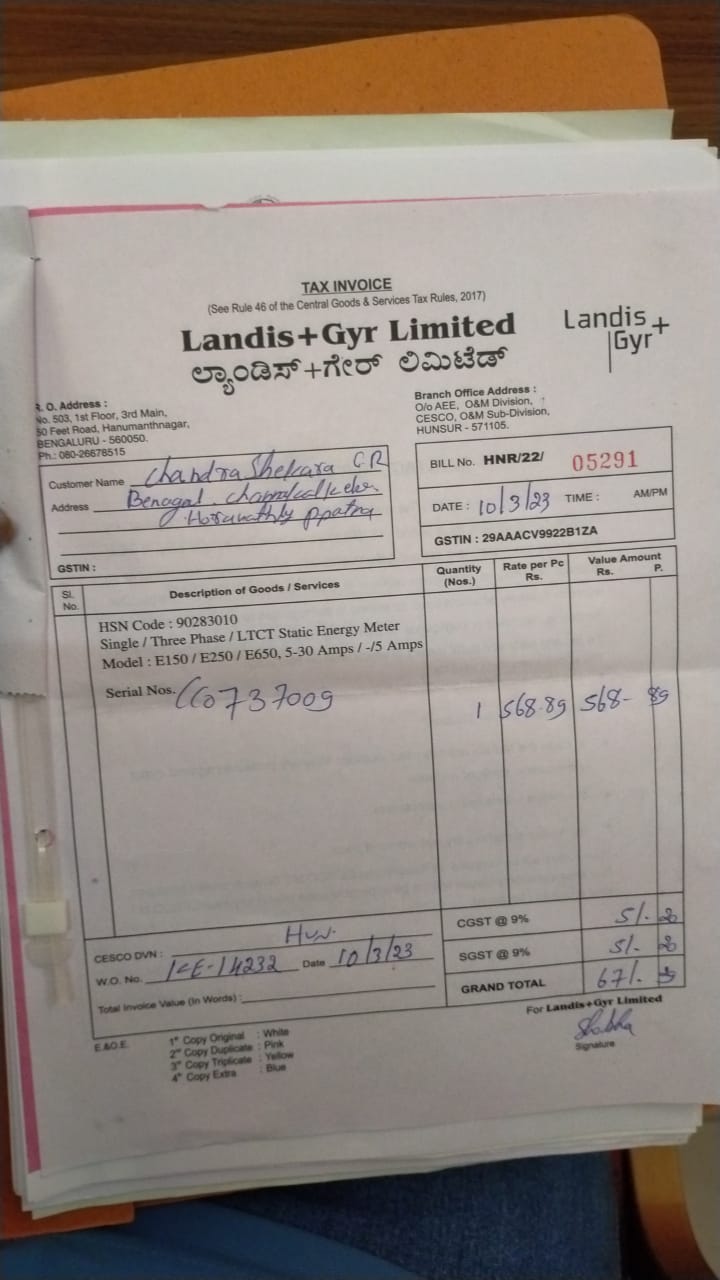 TAX INVOICE
(See Rule 46 of the Central Goods & Services Tax Rules, 2017)
Landis+Gyr Limited
ಲ್ಯಾಂಡಿಸ್+ಗೇರ್ ಲಿಮಿಟೆಡ್
Landis+
Gyr
R. O. Address :
No. 503, 1st Floor, 3rd Main,
50 Feet Road, Hanumanthnagar,
BENGALURU - 560050.
Ph.: 080-26678515
Branch Office Address :
O/o AEE, O&M Division,
CESCO, O&M Sub-Division,
HUNSUR - 571105.
Customer Name Chandra Shekara C.R
Address Benagal
GSTIN :
BILL No. HNR/22/ 05291
DATE : 10/3/23 TIME : AM/PM
GSTIN : 29AAACV9922B1ZA
Sl. No. Description of Goods / Services Quantity (Nos.) Rate per Pc Rs. Value Amount Rs. P.
HSN Code : 90283010
Single / Three Phase / LTCT Static Energy Meter
Model : E150 / E250 / E650, 5-30 Amps / -/5 Amps
Serial Nos. 737009 1 568.89 568- 89
CESCO DVN : Hun.
W.O. No. 14232 Date 10/3/23
Total Invoice Value (In Words) :
CGST @ 9% 51.
SGST @ 9% 51.
GRAND TOTAL 671.
For Landis+Gyr Limited
Shobha
Signature
E.&O.E.
1st Copy Original : White
2nd Copy Duplicate : Pink
3rd Copy Triplicate : Yellow
4th Copy Extra : Blue